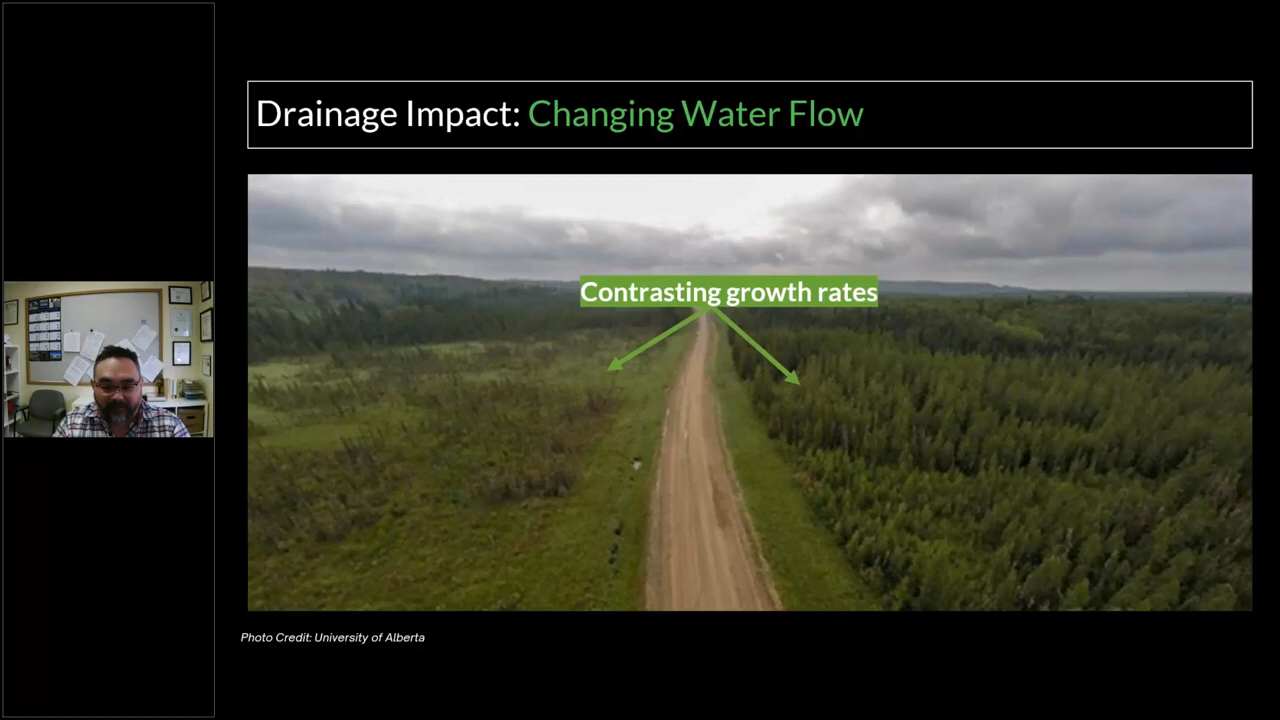 Drainage Impact: Changing Water Flow
Contrasting growth rates
Photo Credit: University of Alberta